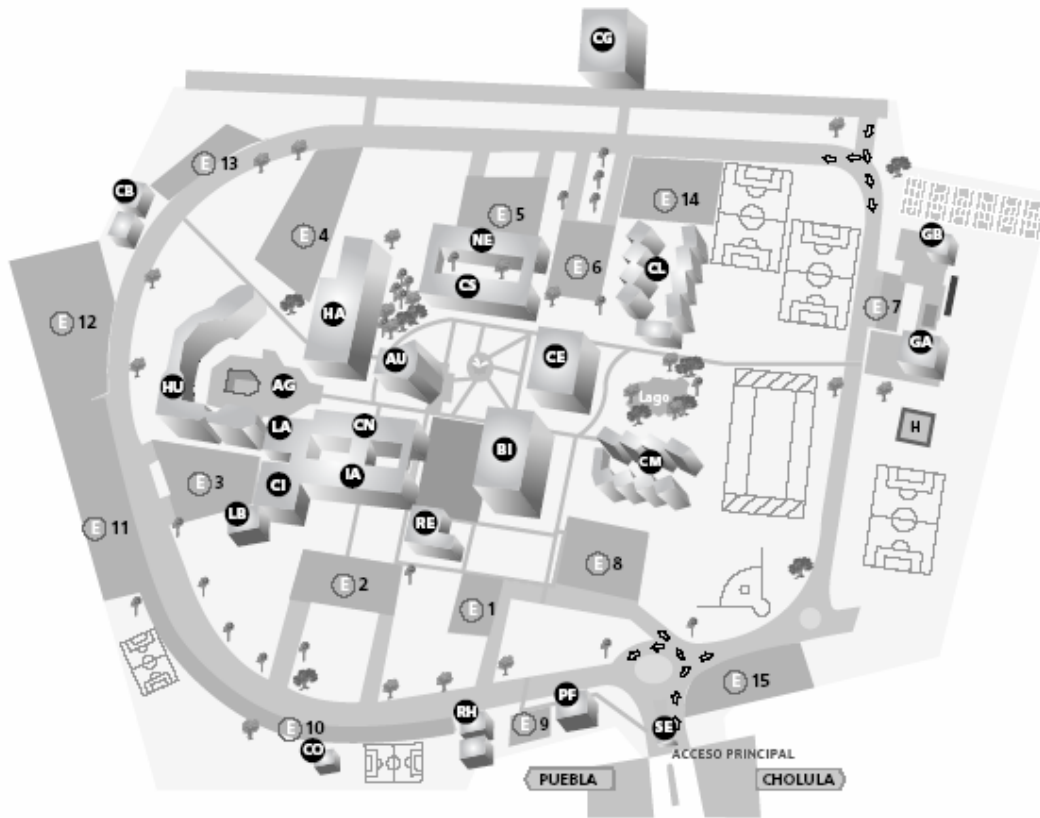 CG
E 13
CB
E 14
E 5
NE
E 4
GB
E 6
CL
CS
E 7
HA
E 12
GA
CE
AU
HU
AG
Lago
LA
CN
H
BI
CM
IA
E 3
CI
LB
RE
E 11
E 8
E 2
E 1
E 15
PF
RH
E 9
SE
E 10
CO
ACCESO PRINCIPAL
PUEBLA
CHOLULA